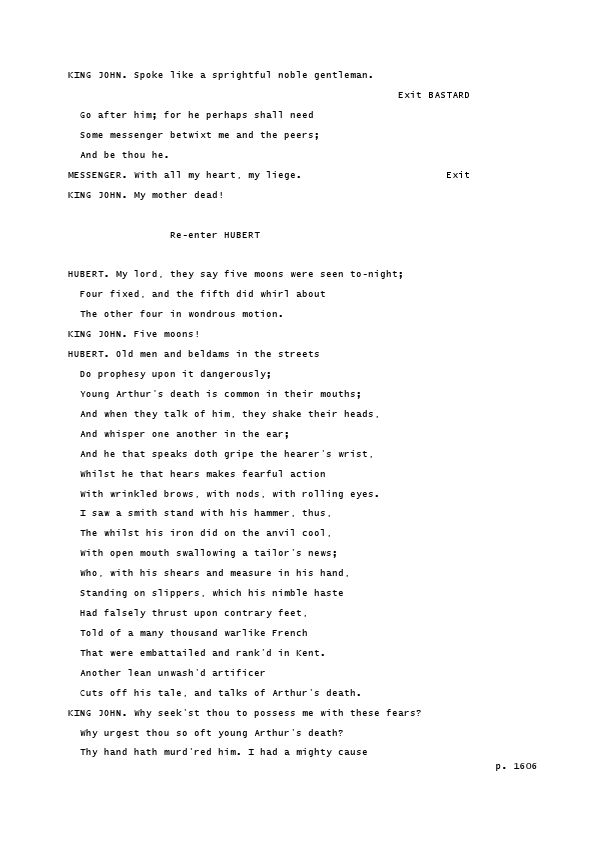 KING JOHN. Spoke like a sprightful noble gentleman.
Exit BASTARD
Go after him; for he perhaps shall need
Some messenger betwixt me and the peers;
And be thou he.
MESSENGER. With all my heart, my liege. Exit
KING JOHN. My mother dead!
Re-enter HUBERT
HUBERT. My lord, they say five moons were seen to-night;
Four fixed, and the fifth did whirl about
The other four in wondrous motion.
KING JOHN. Five moons!
HUBERT. Old men and beldams in the streets
Do prophesy upon it dangerously;
Young Arthur's death is common in their mouths;
And when they talk of him, they shake their heads,
And whisper one another in the ear;
And he that speaks doth gripe the hearer's wrist,
Whilst he that hears makes fearful action
With wrinkled brows, with nods, with rolling eyes.
I saw a smith stand with his hammer, thus,
The whilst his iron did on the anvil cool,
With open mouth swallowing a tailor's news;
Who, with his shears and measure in his hand,
Standing on slippers, which his nimble haste
Had falsely thrust upon contrary feet,
Told of a many thousand warlike French
That were embattailed and rank'd in Kent.
Another lean unwash'd artificer
Cuts off his tale, and talks of Arthur's death.
KING JOHN. Why seek'st thou to possess me with these fears?
Why urgest thou so oft young Arthur's death?
Thy hand hath murd'red him. I had a mighty cause
p. 1606